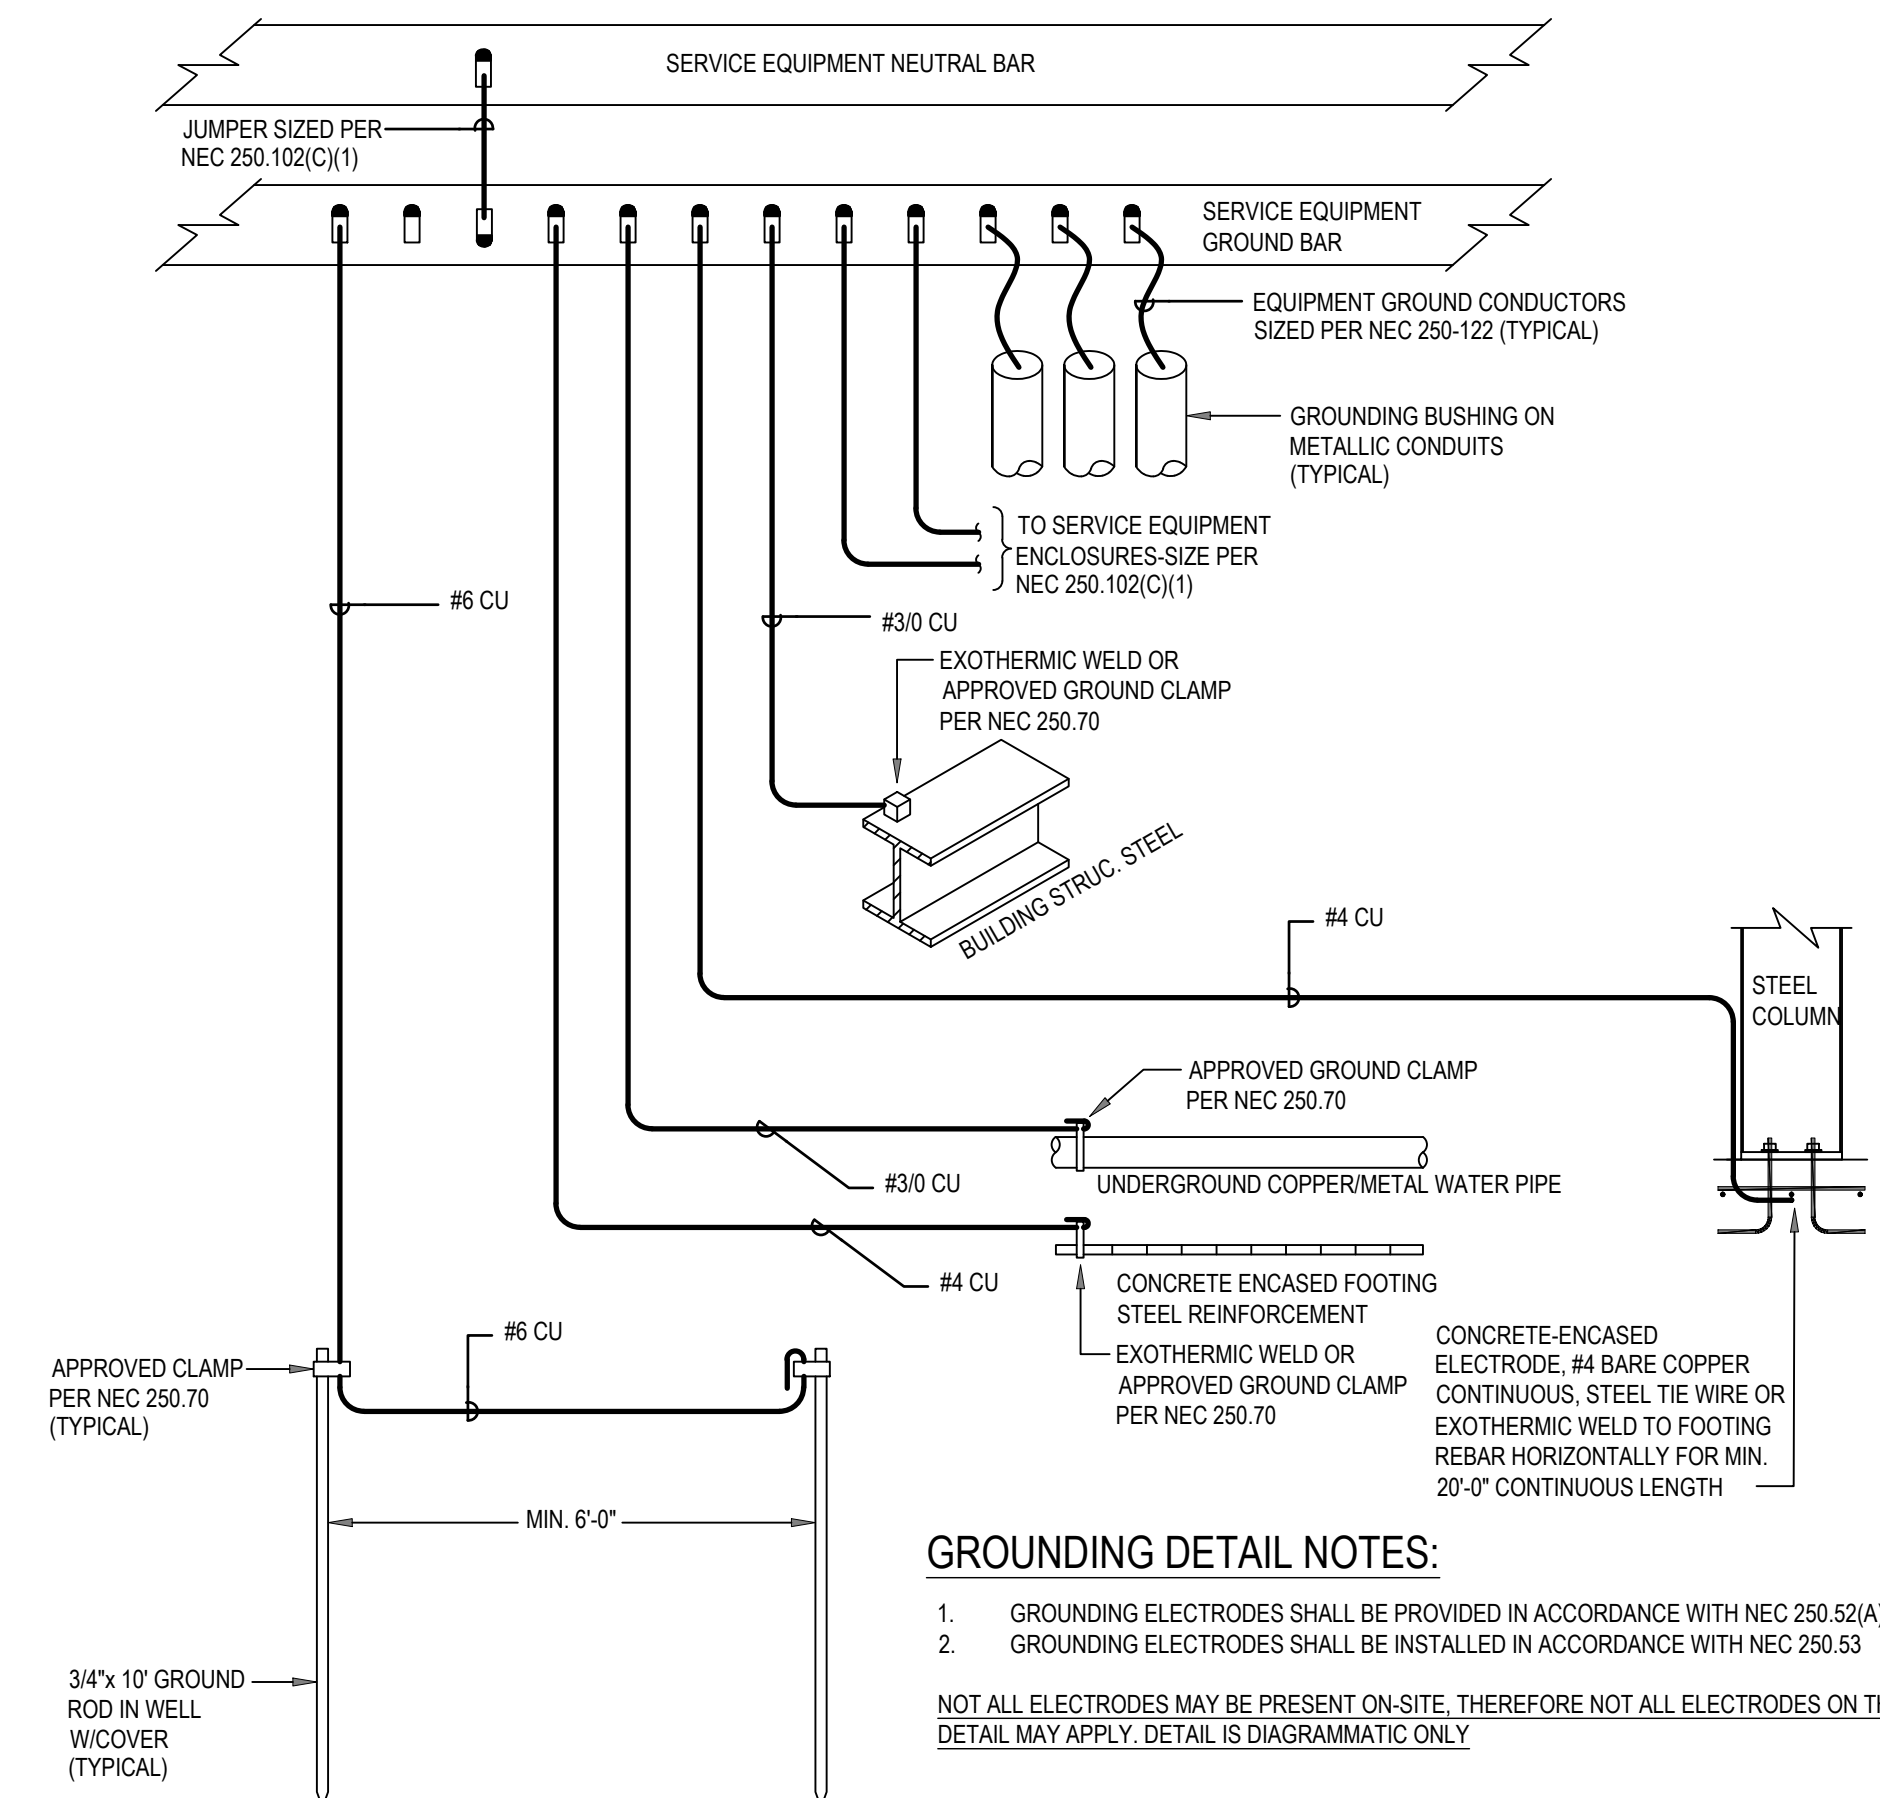 SERVICE EQUIPMENT NEUTRAL BAR
JUMPER SIZED PER
NEC 250.102(C)(1)
SERVICE EQUIPMENT
GROUND BAR
EQUIPMENT GROUND CONDUCTORS
SIZED PER NEC 250-122 (TYPICAL)
GROUNDING BUSHING ON
METALLIC CONDUITS
(TYPICAL)
TO SERVICE EQUIPMENT
ENCLOSURES-SIZE PER
NEC 250.102(C)(1)
#6 CU
#3/0 CU
EXOTHERMIC WELD OR
APPROVED GROUND CLAMP
PER NEC 250.70
BUILDING STRUC. STEEL
#4 CU
STEEL
COLUMN
APPROVED GROUND CLAMP
PER NEC 250.70
#3/0 CU
UNDERGROUND COPPER/METAL WATER PIPE
#4 CU
CONCRETE ENCASED FOOTING
STEEL REINFORCEMENT
EXOTHERMIC WELD OR
APPROVED GROUND CLAMP
PER NEC 250.70
CONCRETE-ENCASED
ELECTRODE, #4 BARE COPPER
CONTINUOUS, STEEL TIE WIRE OR
EXOTHERMIC WELD TO FOOTING
REBAR HORIZONTALLY FOR MIN.
20'-0" CONTINUOUS LENGTH
#6 CU
APPROVED CLAMP
PER NEC 250.70
(TYPICAL)
MIN. 6'-0"
3/4"x 10' GROUND
ROD IN WELL
W/COVER
(TYPICAL)
GROUNDING DETAIL NOTES:
1. GROUNDING ELECTRODES SHALL BE PROVIDED IN ACCORDANCE WITH NEC 250.52(A)
2. GROUNDING ELECTRODES SHALL BE INSTALLED IN ACCORDANCE WITH NEC 250.53
NOT ALL ELECTRODES MAY BE PRESENT ON-SITE, THEREFORE NOT ALL ELECTRODES ON
DETAIL MAY APPLY. DETAIL IS DIAGRAMMATIC ONLY